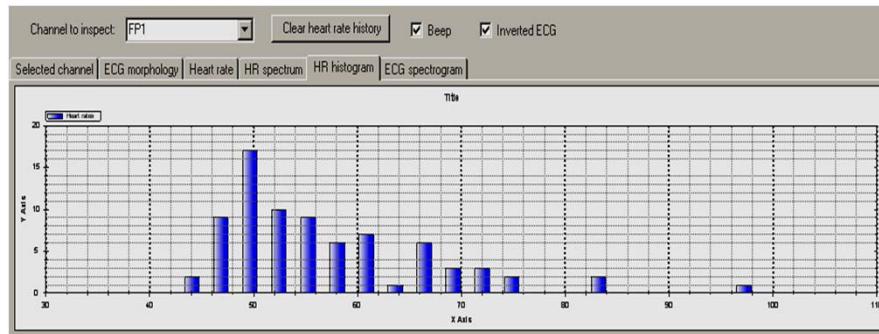 Channel to inspect: FP1 Clear heart rate history Beep Inverted ECG
Selected channel ECG morphology Heart rate HR spectrum HR histogram ECG spectrogram
Title
Heart rates
20
15
10
5
0
Y Axis
30 40 50 60 70 80 90 100 110
X Axis